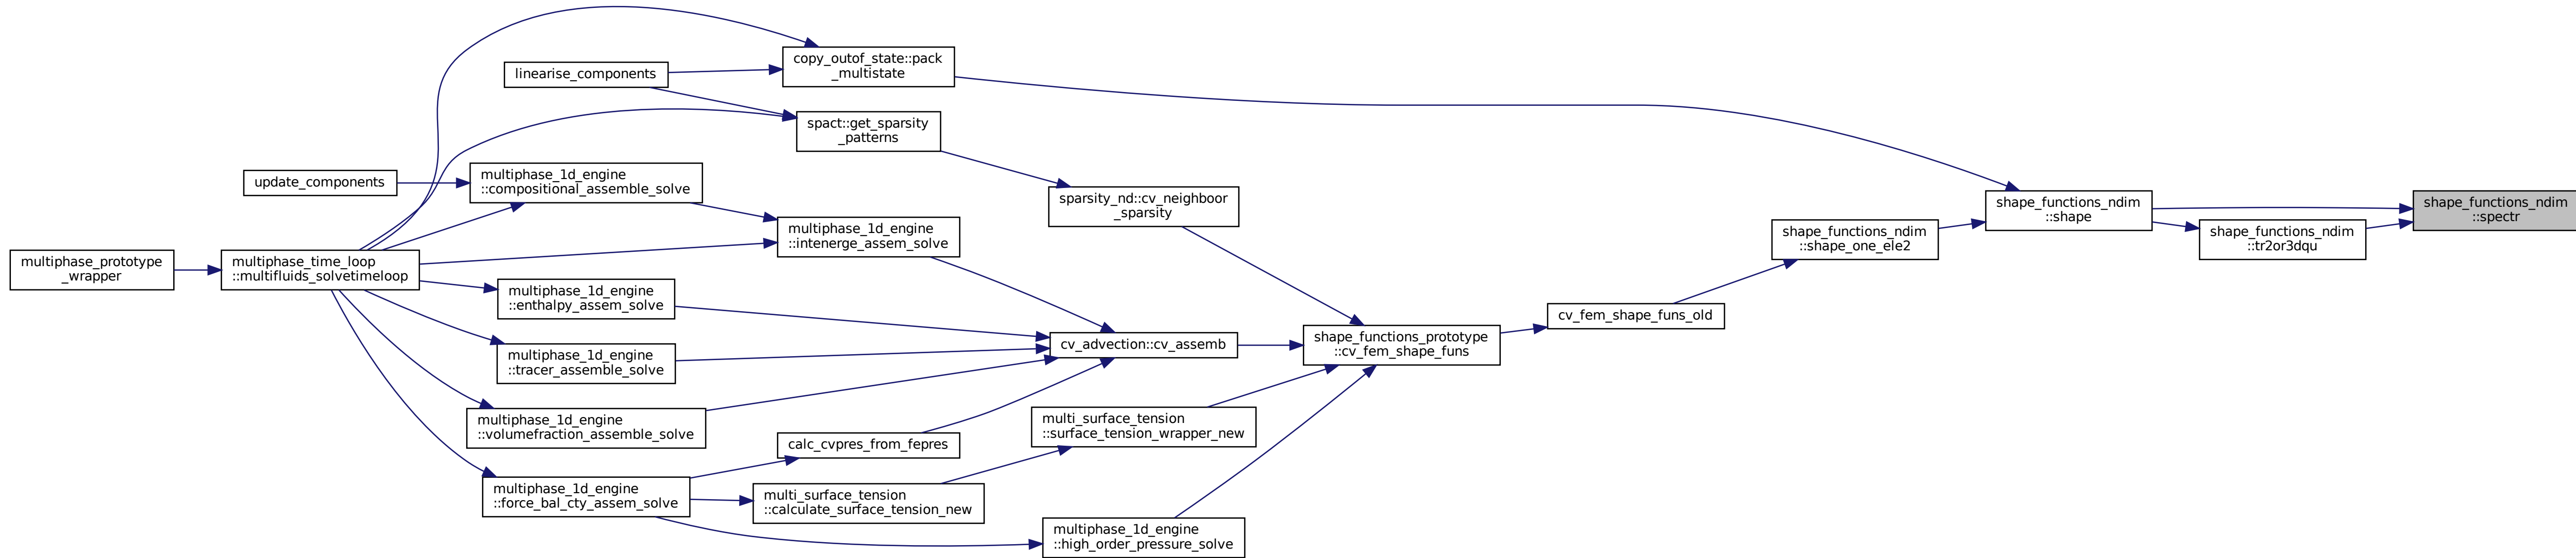 copy_outof_state::pack
_multistate
linearise_components
spact::get_sparsity
_patterns
update_components
multiphase_1d_engine
::compositional_assemble_solve
sparsity_nd::cv_neighboor
_sparsity
shape_functions_ndim
::shape
shape_functions_ndim
::spectr
multiphase_1d_engine
::intenerge_assem_solve
shape_functions_ndim
::shape_one_ele2
shape_functions_ndim
::tr2or3dqu
multiphase_prototype
_wrapper
multiphase_time_loop
::multifluids_solvetimeloop
multiphase_1d_engine
::enthalpy_assem_solve
cv_fem_shape_funs_old
cv_advection::cv_assemb
shape_functions_prototype
::cv_fem_shape_funs
multiphase_1d_engine
::tracer_assemble_solve
multiphase_1d_engine
::volumefraction_assemble_solve
multi_surface_tension
::surface_tension_wrapper_new
calc_cvpres_from_fepres
multiphase_1d_engine
::force_bal_cty_assem_solve
multi_surface_tension
::calculate_surface_tension_new
multiphase_1d_engine
::high_order_pressure_solve